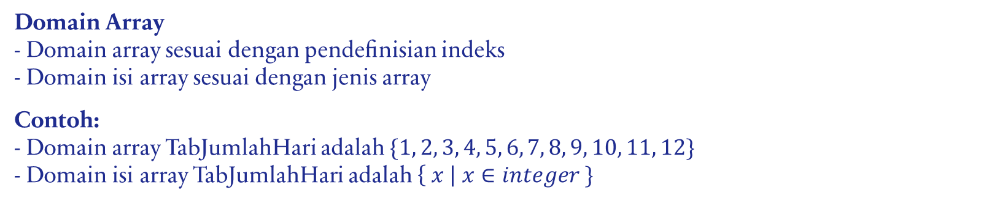 Domain Array
- Domain array sesuai dengan pendefinisian indeks
- Domain isi array sesuai dengan jenis array
Contoh:
- Domain array TabJumlahHari adalah {1, 2, 3, 4, 5, 6, 7, 8, 9, 10, 11, 12}
- Domain isi array TabJumlahHari adalah { x | x ∈ integer }